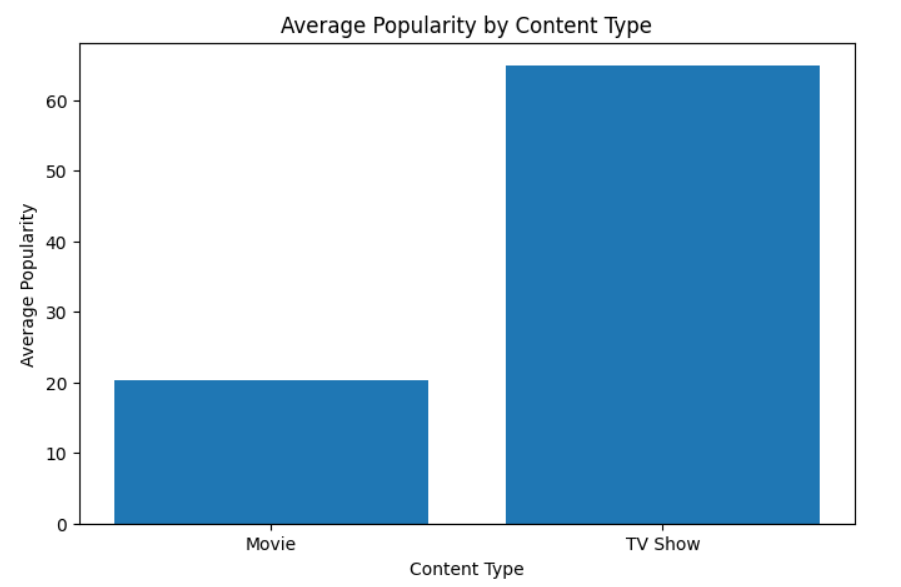 Average Popularity by Content Type
60
50
40
30
20
10
0
Average Popularity
Movie
TV Show
Content Type